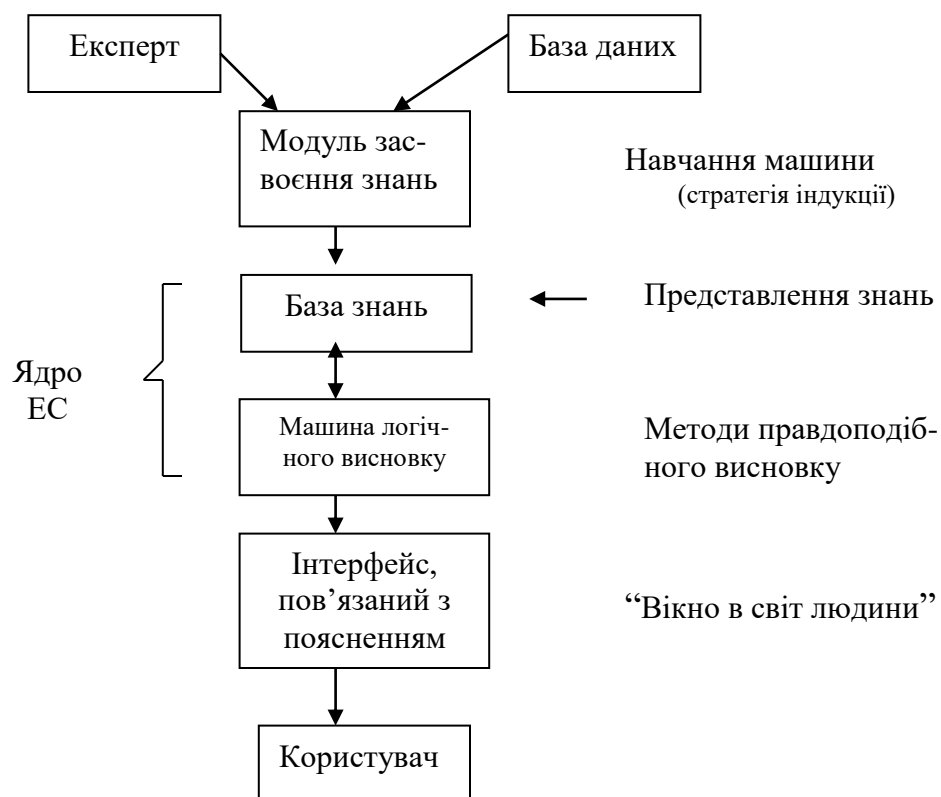 Експерт
База даних
Модуль зас-
воєння знань
Навчання машини
(стратегія індукції)
База знань
Представлення знань
Ядро
ЕС
Машина логіч-
ного висновку
Методи правдоподіб-
ного висновку
Інтерфейс,
пов’язаний з
поясненням
“Вікно в світ людини”
Користувач